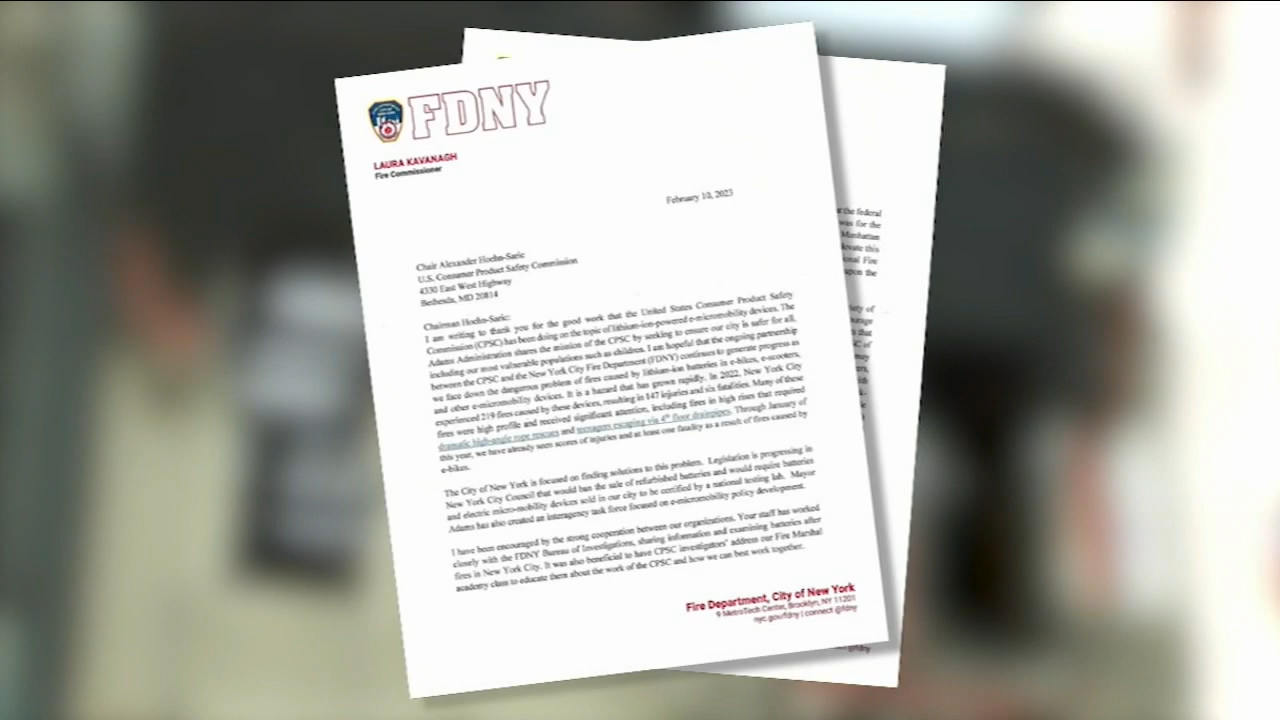 FDNY
LAURA KAVANAGH
Fire Commissioner
February 10, 2023
Chair Alexander Hoehn-Saric
U.S. Consumer Product Safety Commission
4330 East West Highway
Bethesda, MD 20814
Chairman Hoehn-Saric:
I am writing to thank you for the good work that the United States Consumer Product Safety
Commission (CPSC) has been doing on the topic of lithium-ion-powered e-micromobility devices. The
Adams Administration shares the mission of the CPSC by seeking to ensure our city is safer for all,
including our most vulnerable populations such as children. I am hopeful that the ongoing partnership
between the CPSC and the New York City Fire Department (FDNY) continues to generate progress as
we face down the dangerous problem of fires caused by lithium-ion batteries in e-bikes, e-scooters,
and other e-micromobility devices. It is a hazard that has grown rapidly. In 2022, New York City
experienced 219 fires caused by these devices, resulting in 147 injuries and six fatalities. Many of these
fires were high profile and received significant attention, including fires in high rises that required
dramatic high-angle rope rescues and teenagers escaping via 4th floor drainpipes. Through January of
this year, we have already seen scores of injuries and at least one fatality as a result of fires caused by
e-bikes.
The City of New York is focused on finding solutions to this problem. Legislation is progressing in
New York City Council that would ban the sale of refurbished batteries and would require batteries
and electric micro-mobility devices sold in our city to be certified by a national testing lab. Mayor
Adams has also created an interagency task force focused on e-micromobility policy development.
I have been encouraged by the strong cooperation between our organizations. Your staff has worked
closely with the FDNY Bureau of Investigations, sharing information and examining batteries after
fires in New York City. It was also beneficial to have CPSC investigators' address our Fire Marshal
academy class to educate them about the work of the CPSC and how we can best work together.
Fire Department, City of New York
9 MetroTech Center, Brooklyn, NY 11201
nyc.gov/fdny | connect @fdny
the federal
was for the
Manhattan
this
Fire
upon the
of
that
of
@fdny